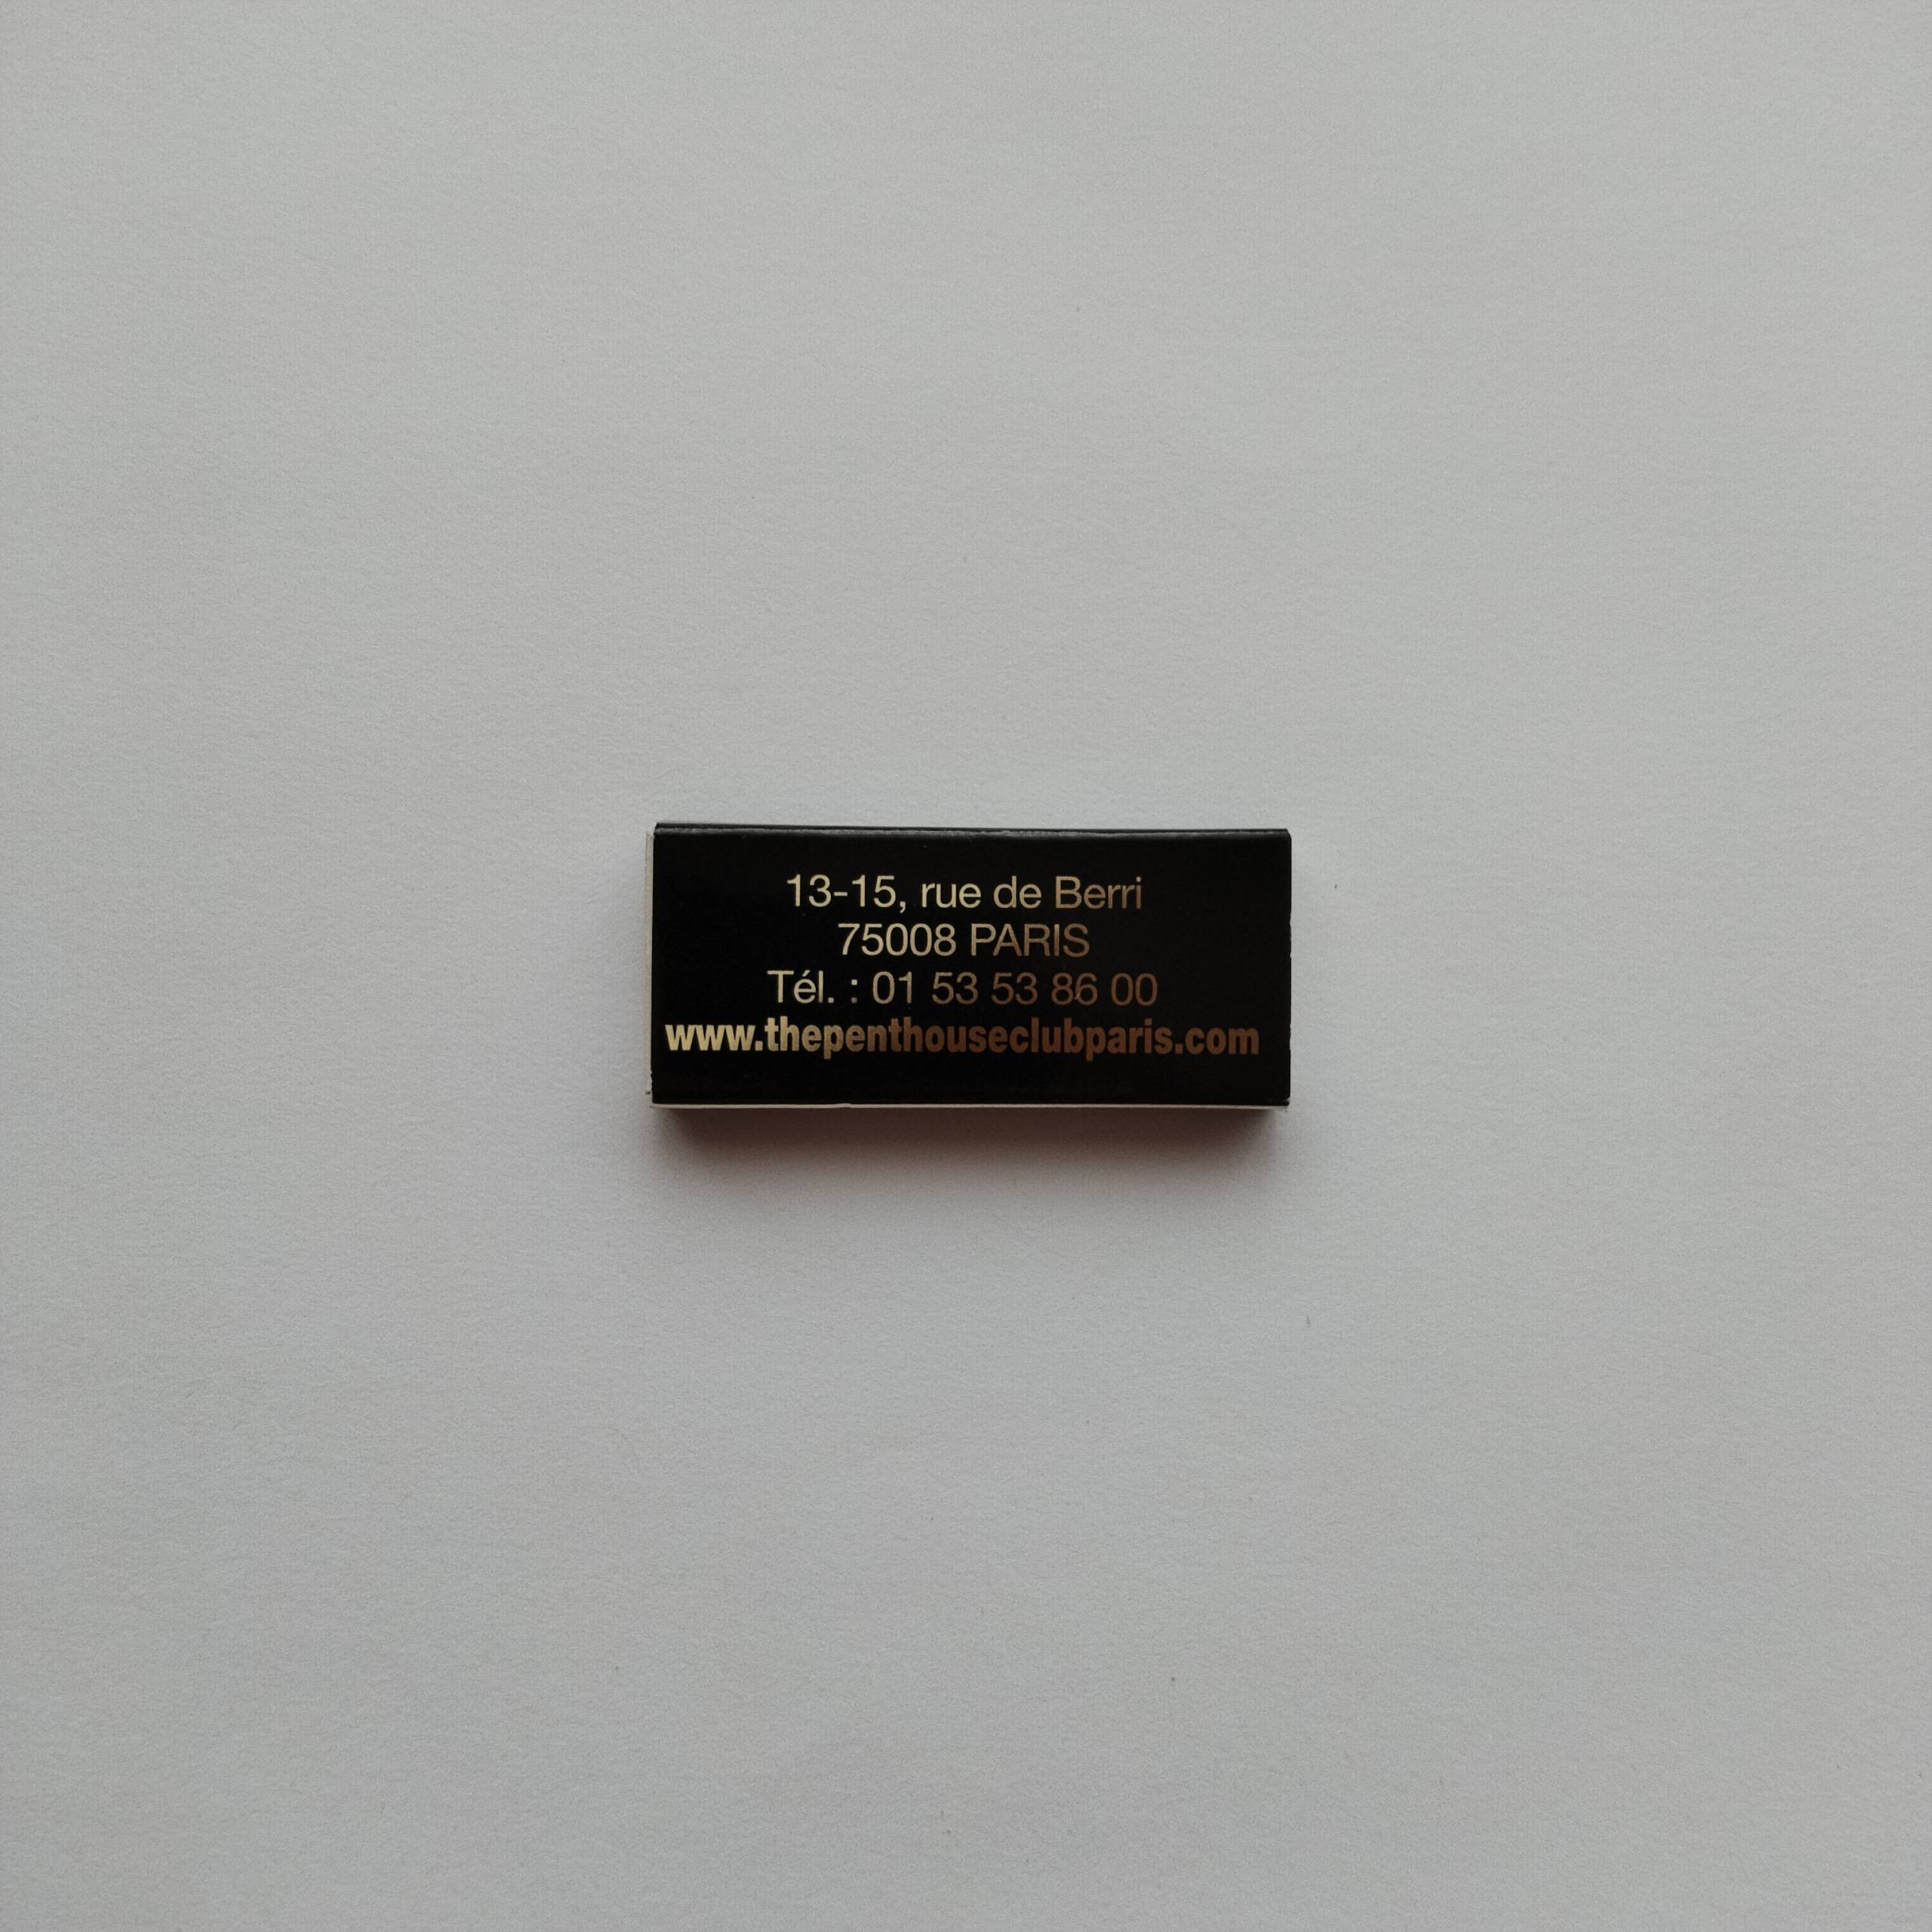 13-15, rue de Berri
75008 PARIS
Tél. : 01 53 53 86 00
www.thepenthouseclubparis.com